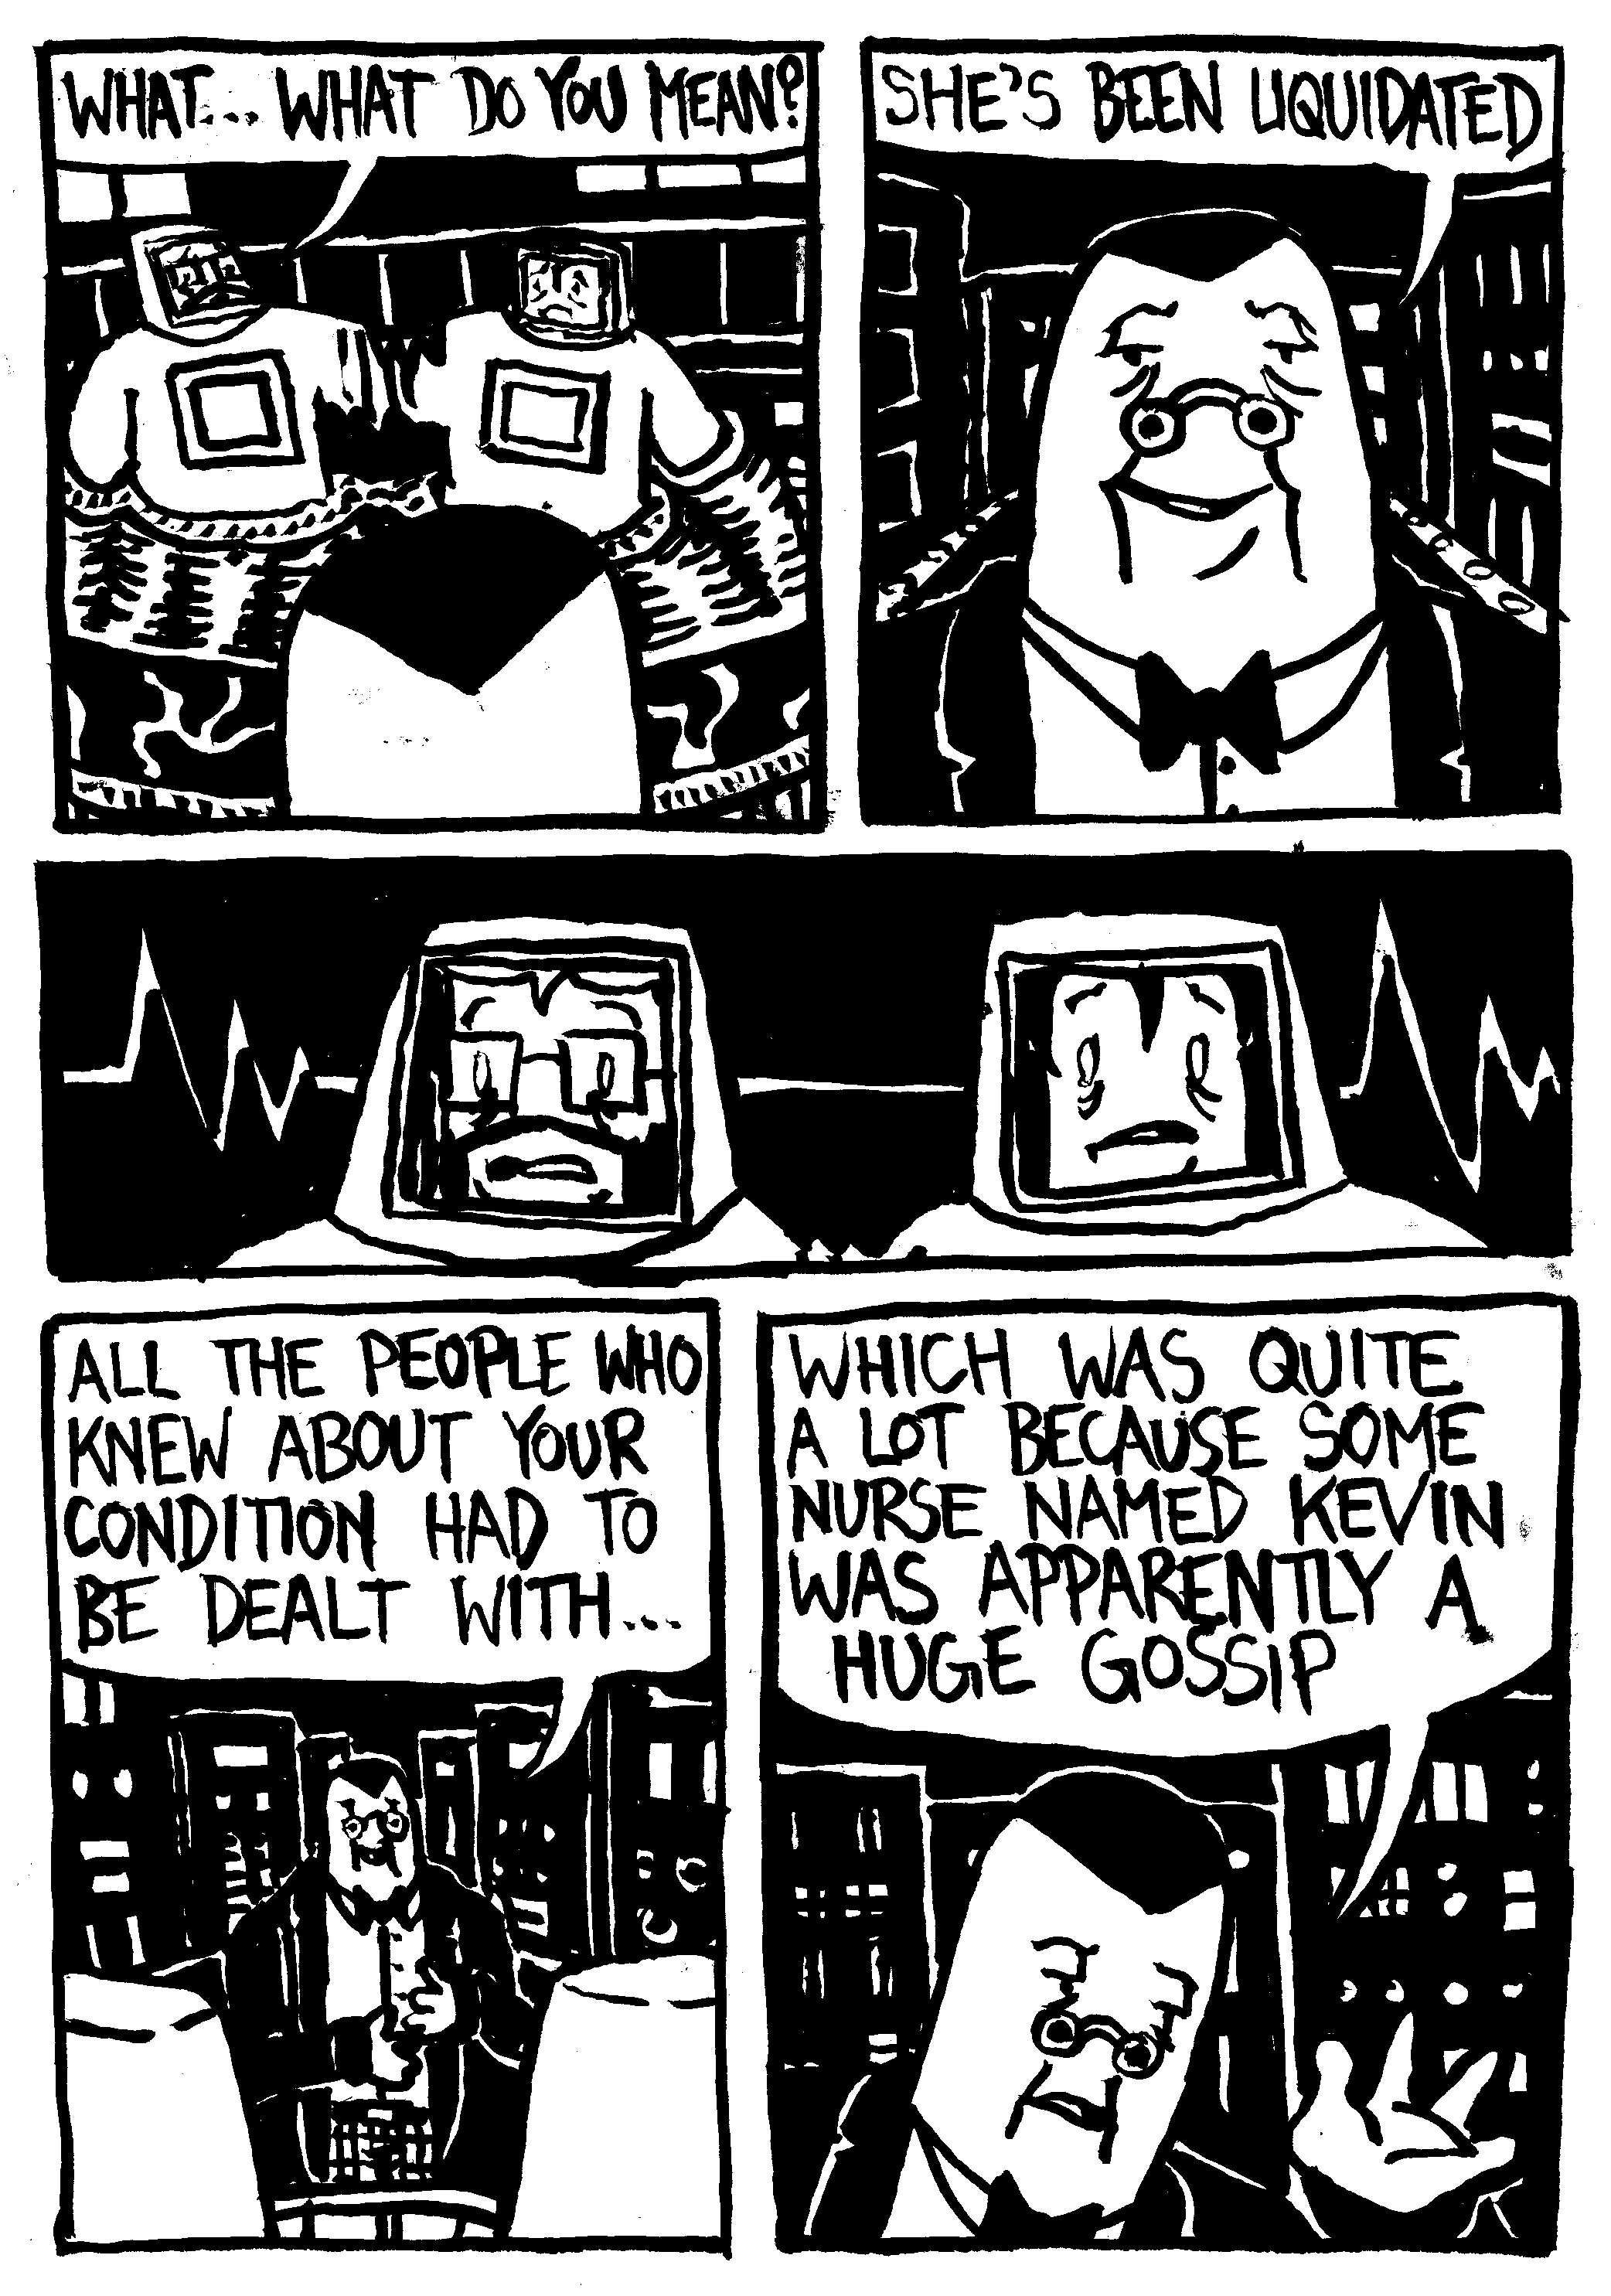 WHAT... WHAT DO YOU MEAN?
SHE'S BEEN LIQUIDATED
ALL THE PEOPLE WHO
KNEW ABOUT YOUR
CONDITION HAD TO
BE DEALT WITH...
WHICH WAS QUITE
A LOT BECAUSE SOME
NURSE NAMED KEVIN
WAS APPARENTLY A
HUGE GOSSIP